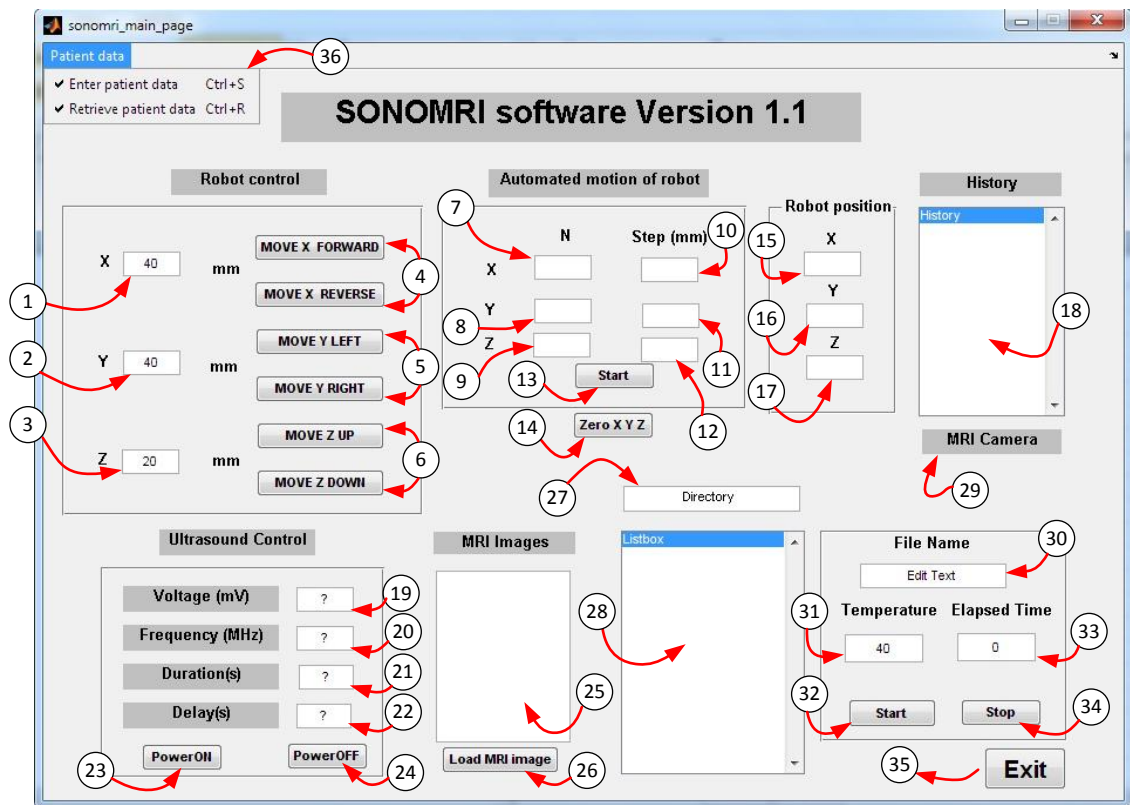 sonomri_main_page
Patient data
36
✔ Enter patient data Ctrl+S
✔ Retrieve patient data Ctrl+R
SONOMRI software Version 1.1
Robot control
X 40 mm
MOVE X FORWARD
MOVE X REVERSE
1
4
Y 40 mm
MOVE Y LEFT
MOVE Y RIGHT
2
5
Z 20 mm
MOVE Z UP
MOVE Z DOWN
3
6
Automated motion of robot
7
N Step (mm)
10
X
Y
8
11
Z
9
12
13
Start
14
Zero X Y Z
Robot position
15
X
16
Y
17
Z
History
History
18
MRI Camera
29
27
Directory
Ultrasound Control
Voltage (mV) ?
19
Frequency (MHz) ?
20
Duration(s) ?
21
Delay(s) ?
22
PowerON
PowerOFF
23
24
MRI Images
25
Load MRI image
26
Listbox
28
File Name
30
Edit Text
31
Temperature Elapsed Time
40 0
33
32
Start Stop
34
35
Exit